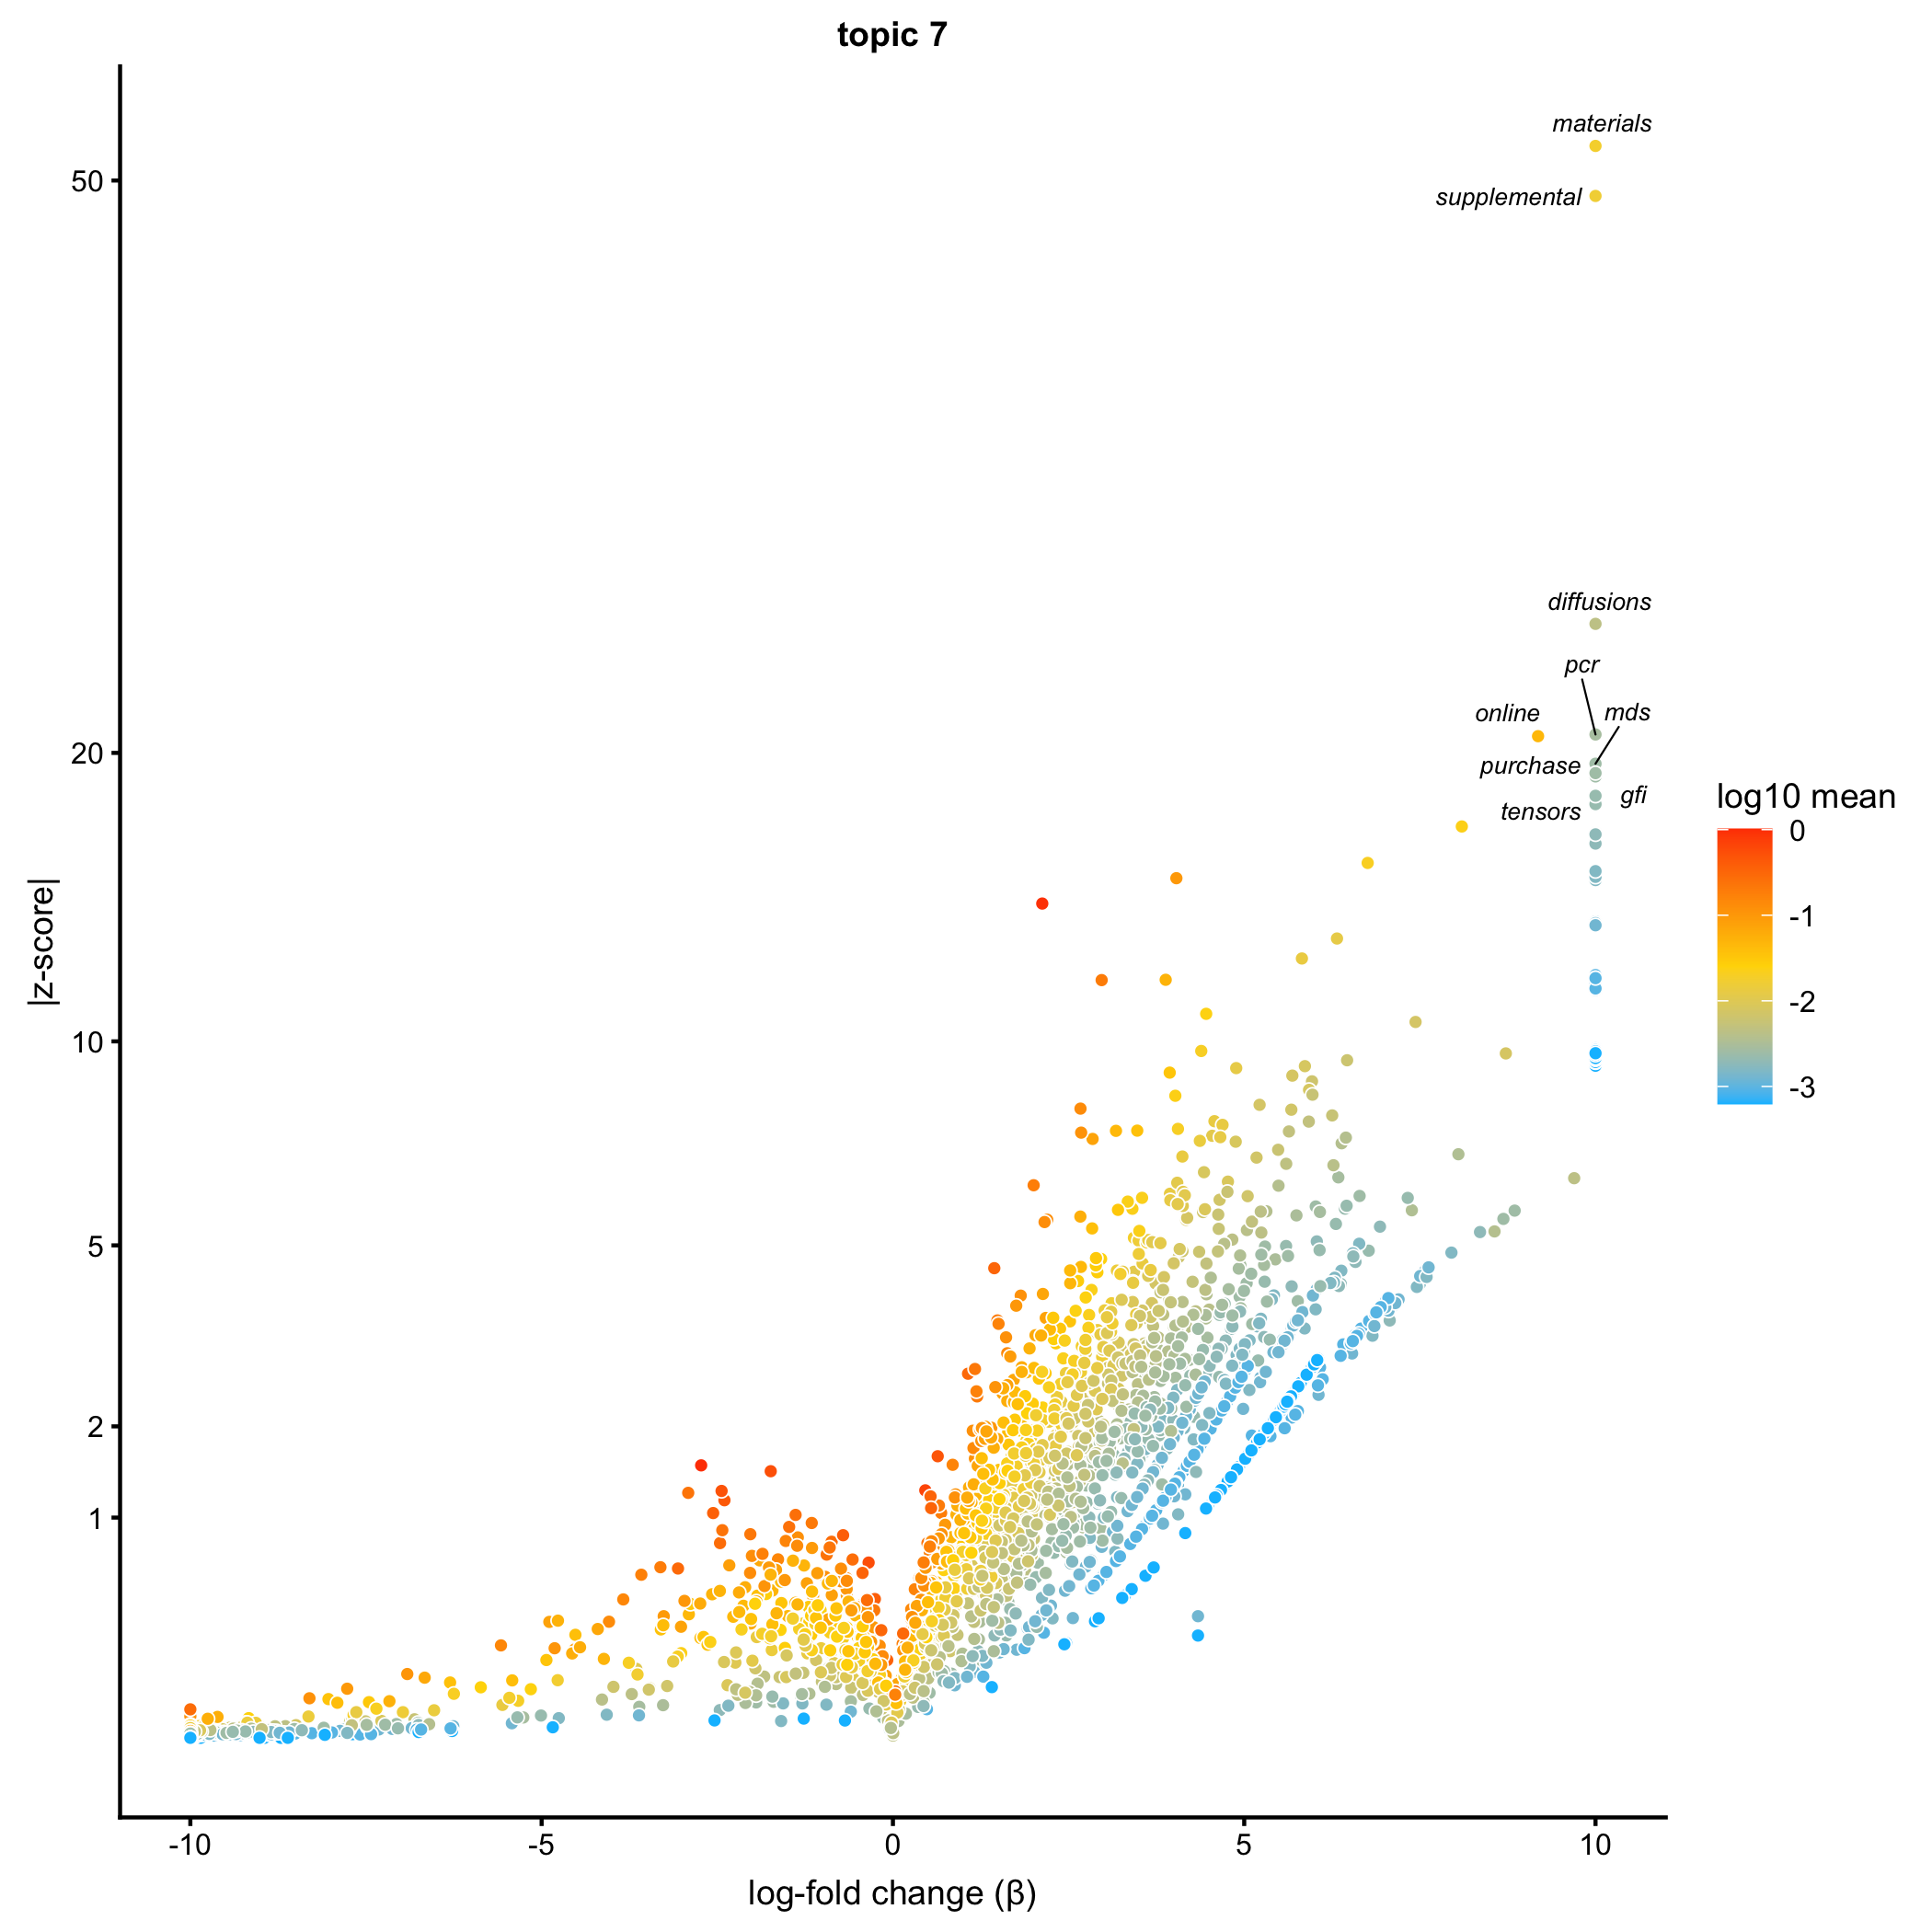 topic 7
materials
50
supplemental
diffusions
pcr
online
mds
20
purchase
gfi
tensors
log10 mean
0
-1
-2
-3
|z-score|
10
5
2
1
-10
-5
0
5
10
log-fold change (β)